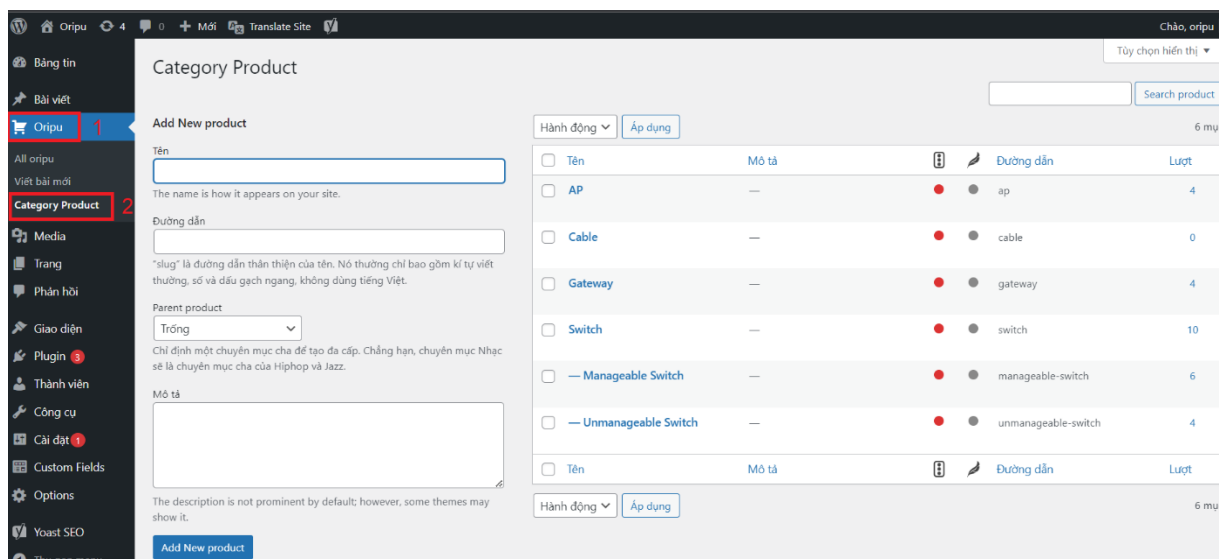 Oripu 4 0 Mới Translate Site Chào, oripu
Tùy chọn hiển thị
Bảng tin
Bài viết
Oripu 1
All oripu
Viết bài mới
Category Product 2
Media
Trang
Phản hồi
Giao diện
Plugin 3
Thành viên
Công cụ
Cài đặt 1
Custom Fields
Options
Yoast SEO
Category Product
Search product
Add New product
Tên
The name is how it appears on your site.
Đường dẫn
"slug" là đường dẫn thân thiện của tên. Nó thường chỉ bao gồm kí tự viết
thường, số và dấu gạch ngang, không dùng tiếng Việt.
Parent product
Trống
Chỉ định một chuyên mục cha để tạo đa cấp. Chẳng hạn, chuyên mục Nhạc
sẽ là chuyên mục cha của Hiphop và Jazz.
Mô tả
The description is not prominent by default; however, some themes may
show it.
Add New product
Hành động Áp dụng 6 mụ
Tên Mô tả Đường dẫn Lượt
AP — ap 4
Cable — cable 0
Gateway — gateway 4
Switch — switch 10
— Manageable Switch — manageable-switch 6
— Unmanageable Switch — unmanageable-switch 4
Tên Mô tả Đường dẫn Lượt
Hành động Áp dụng 6 mụ